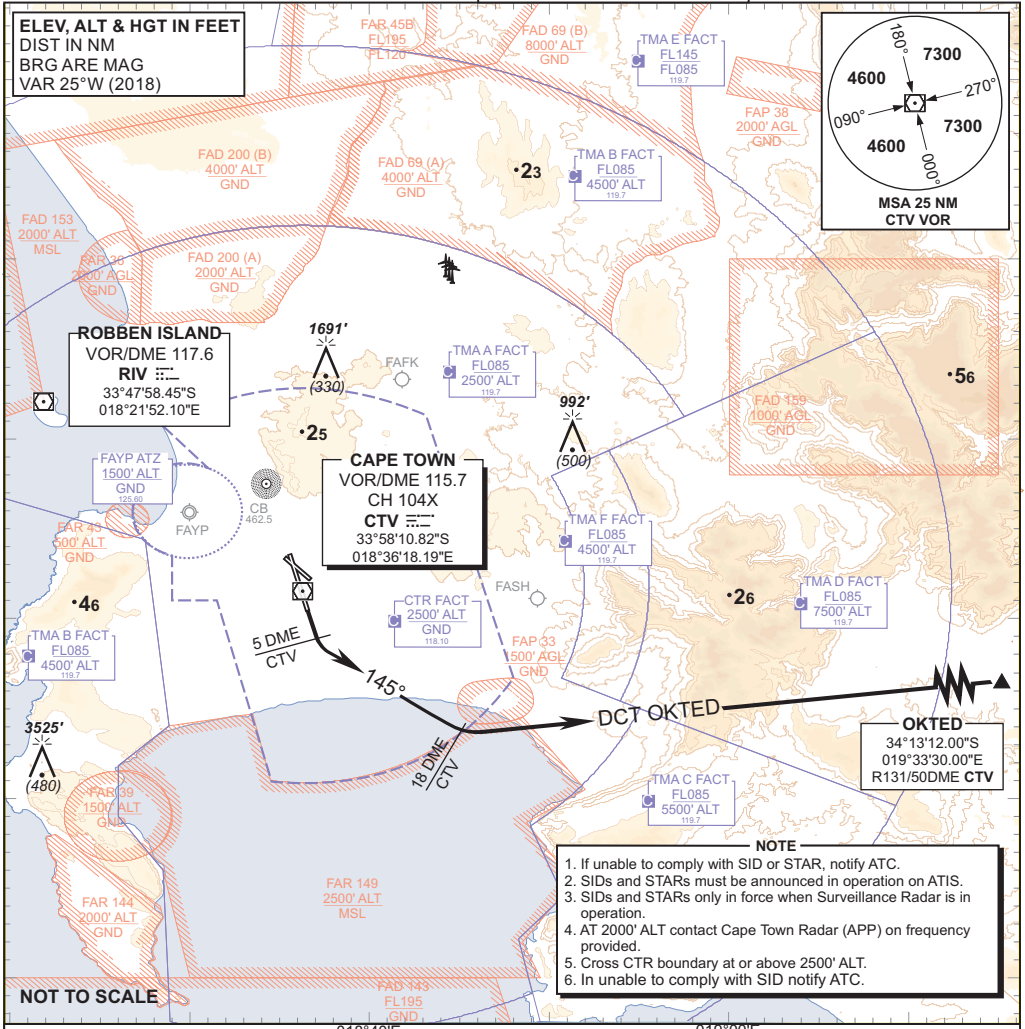 ELEV, ALT & HGT IN FEET
DIST IN NM
BRG ARE MAG
VAR 25°W (2018)
FAR 45B
FL195
FL120
FAD 69 (B)
8000' ALT
GND
TMA E FACT
C FL085
FL145
119.7
180°
7300
4600
270°
090°
7300
4600
000°
MSA 25 NM
CTV VOR
FAP 38
2000' AGL
GND
FAD 200 (B)
4000' ALT
GND
FAD 69 (A)
4000' ALT
GND
•23
TMA B FACT
C FL085
4500' ALT
119.7
FAD 153
2000' ALT
MSL
GND
FAD 200 (A)
2000' ALT
GND
ROBBEN ISLAND
VOR/DME 117.6
RIV
33°47'58.45"S
018°21'52.10"E
1691'
(330)
FAFK
TMA A FACT
C FL085
2500' ALT
119.7
992'
(500)
•56
FAD 159
1000' AGL
GND
•25
FAYP ATZ
1500' ALT
GND
125.60
FAYP
CB
462.5
CAPE TOWN
VOR/DME 115.7
CH 104X
CTV
33°58'10.82"S
018°36'18.19"E
FAR 43
500' ALT
GND
TMA F FACT
C FL085
4500' ALT
119.7
FASH
•46
•26
TMA D FACT
C FL085
7500' ALT
119.7
CTR FACT
C 2500' ALT
GND
118.10
TMA B FACT
C FL085
4500' ALT
119.7
5 DME
CTV
FAP 33
500' AGL
GND
145°
DCT OKTED
18 DME
CTV
OKTED
34°13'12.00"S
019°33'30.00"E
R131/50DME CTV
3525'
(480)
FAR 39
1500' ALT
GND
TMA C FACT
C FL085
5500' ALT
119.7
FAR 149
2500' ALT
MSL
FAR 144
2000' ALT
GND
NOTE
1. If unable to comply with SID or STAR, notify ATC.
2. SIDs and STARs must be announced in operation on ATIS.
3. SIDs and STARs only in force when Surveillance Radar is in
operation.
4. AT 2000' ALT contact Cape Town Radar (APP) on frequency
provided.
5. Cross CTR boundary at or above 2500' ALT.
6. In unable to comply with SID notify ATC.
FAD 143
FL195
GND
NOT TO SCALE